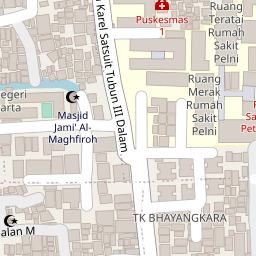 Karel Satsuit Tubun III Dalam
Puskesmas
1
Ruang
Teratai
Rumah
Sakit
Pelni
Ruang
Merak
Rumah
Sakit
Pelni
egeri
arta
Masjid
Jami' Al-
Maghfiroh
TK BHAYANGKARA
alan M